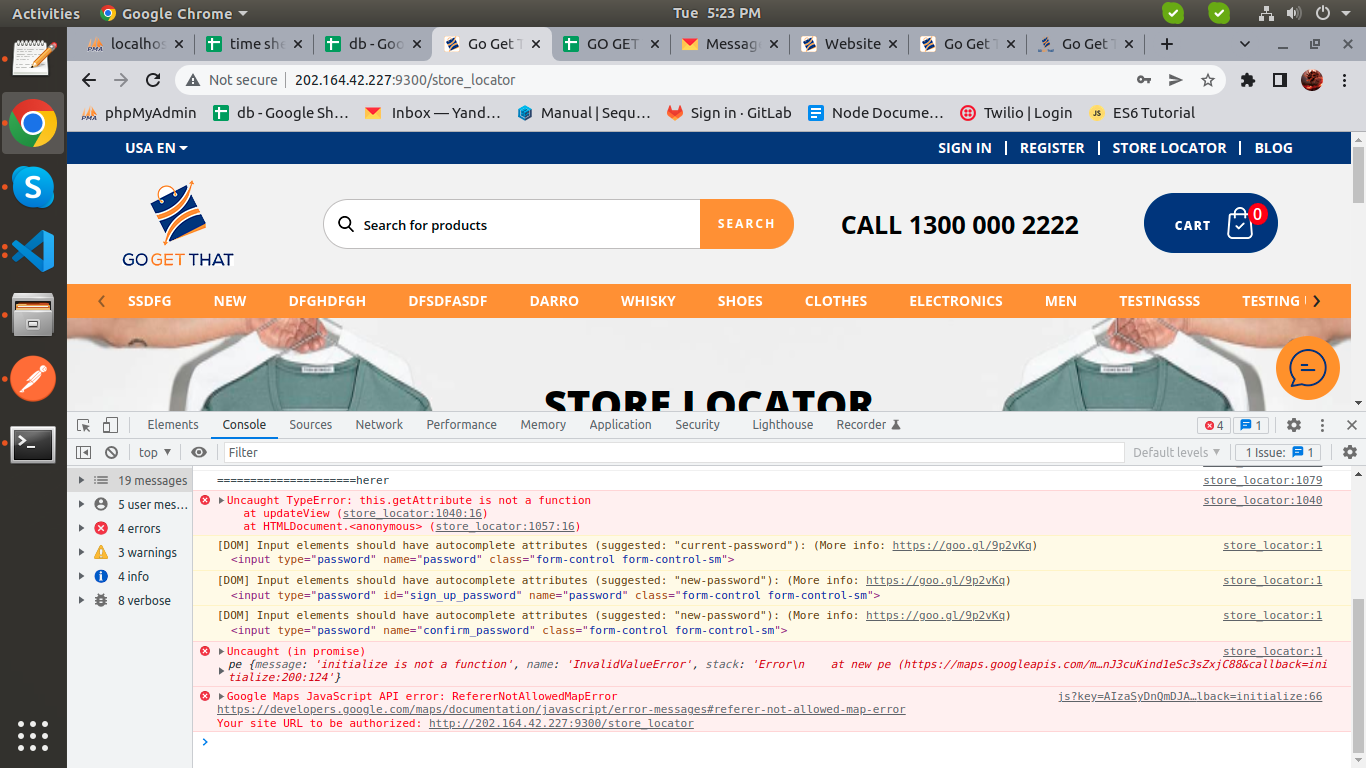 Activities
Google Chrome
Tue 5:23 PM
localhos
time she
db - Goo
Go Get T
GO GET
Messag
Website
Go Get T
Go Get T
Not secure
202.164.42.227:9300/store_locator
phpMyAdmin
db - Google Sh…
Inbox — Yand…
Manual | Sequ…
Sign in · GitLab
Node Docume…
Twilio | Login
ES6 Tutorial
USA EN
SIGN IN | REGISTER | STORE LOCATOR | BLOG
GO GET THAT
Search for products
SEARCH
CALL 1300 000 2222
CART
0
SSDFG NEW DFGHDFGH DFSDFASDF DARRO WHISKY SHOES CLOTHES ELECTRONICS MEN TESTINGSSS TESTING
STORE LOCATOR
Elements Console Sources Network Performance Memory Application Security Lighthouse Recorder
4
1
top
Filter
Default levels
1 Issue: 1
19 messages
5 user mes…
4 errors
3 warnings
4 info
8 verbose
=====================herer
store_locator:1079
Uncaught TypeError: this.getAttribute is not a function
store_locator:1040
at updateView (store_locator:1040:16)
at HTMLDocument.<anonymous> (store_locator:1057:16)
[DOM] Input elements should have autocomplete attributes (suggested: "current-password"): (More info: https://goo.gl/9p2vKq)
store_locator:1
<input type="password" name="password" class="form-control form-control-sm">
[DOM] Input elements should have autocomplete attributes (suggested: "new-password"): (More info: https://goo.gl/9p2vKq)
store_locator:1
<input type="password" id="sign_up_password" name="password" class="form-control form-control-sm">
[DOM] Input elements should have autocomplete attributes (suggested: "new-password"): (More info: https://goo.gl/9p2vKq)
store_locator:1
<input type="password" name="confirm_password" class="form-control form-control-sm">
Uncaught (in promise)
store_locator:1
pe {message: 'initialize is not a function', name: 'InvalidValueError', stack: 'Error\n    at new pe (https://maps.googleapis.com/m…nJ3cuKind1eSc3sZxjC88&callback=ini
tialize:200:124'}
Google Maps JavaScript API error: RefererNotAllowedMapError
js?key=AIzaSyDnQmDJA…lback=initialize:66
https://developers.google.com/maps/documentation/javascript/error-messages#referer-not-allowed-map-error
Your site URL to be authorized: http://202.164.42.227:9300/store_locator